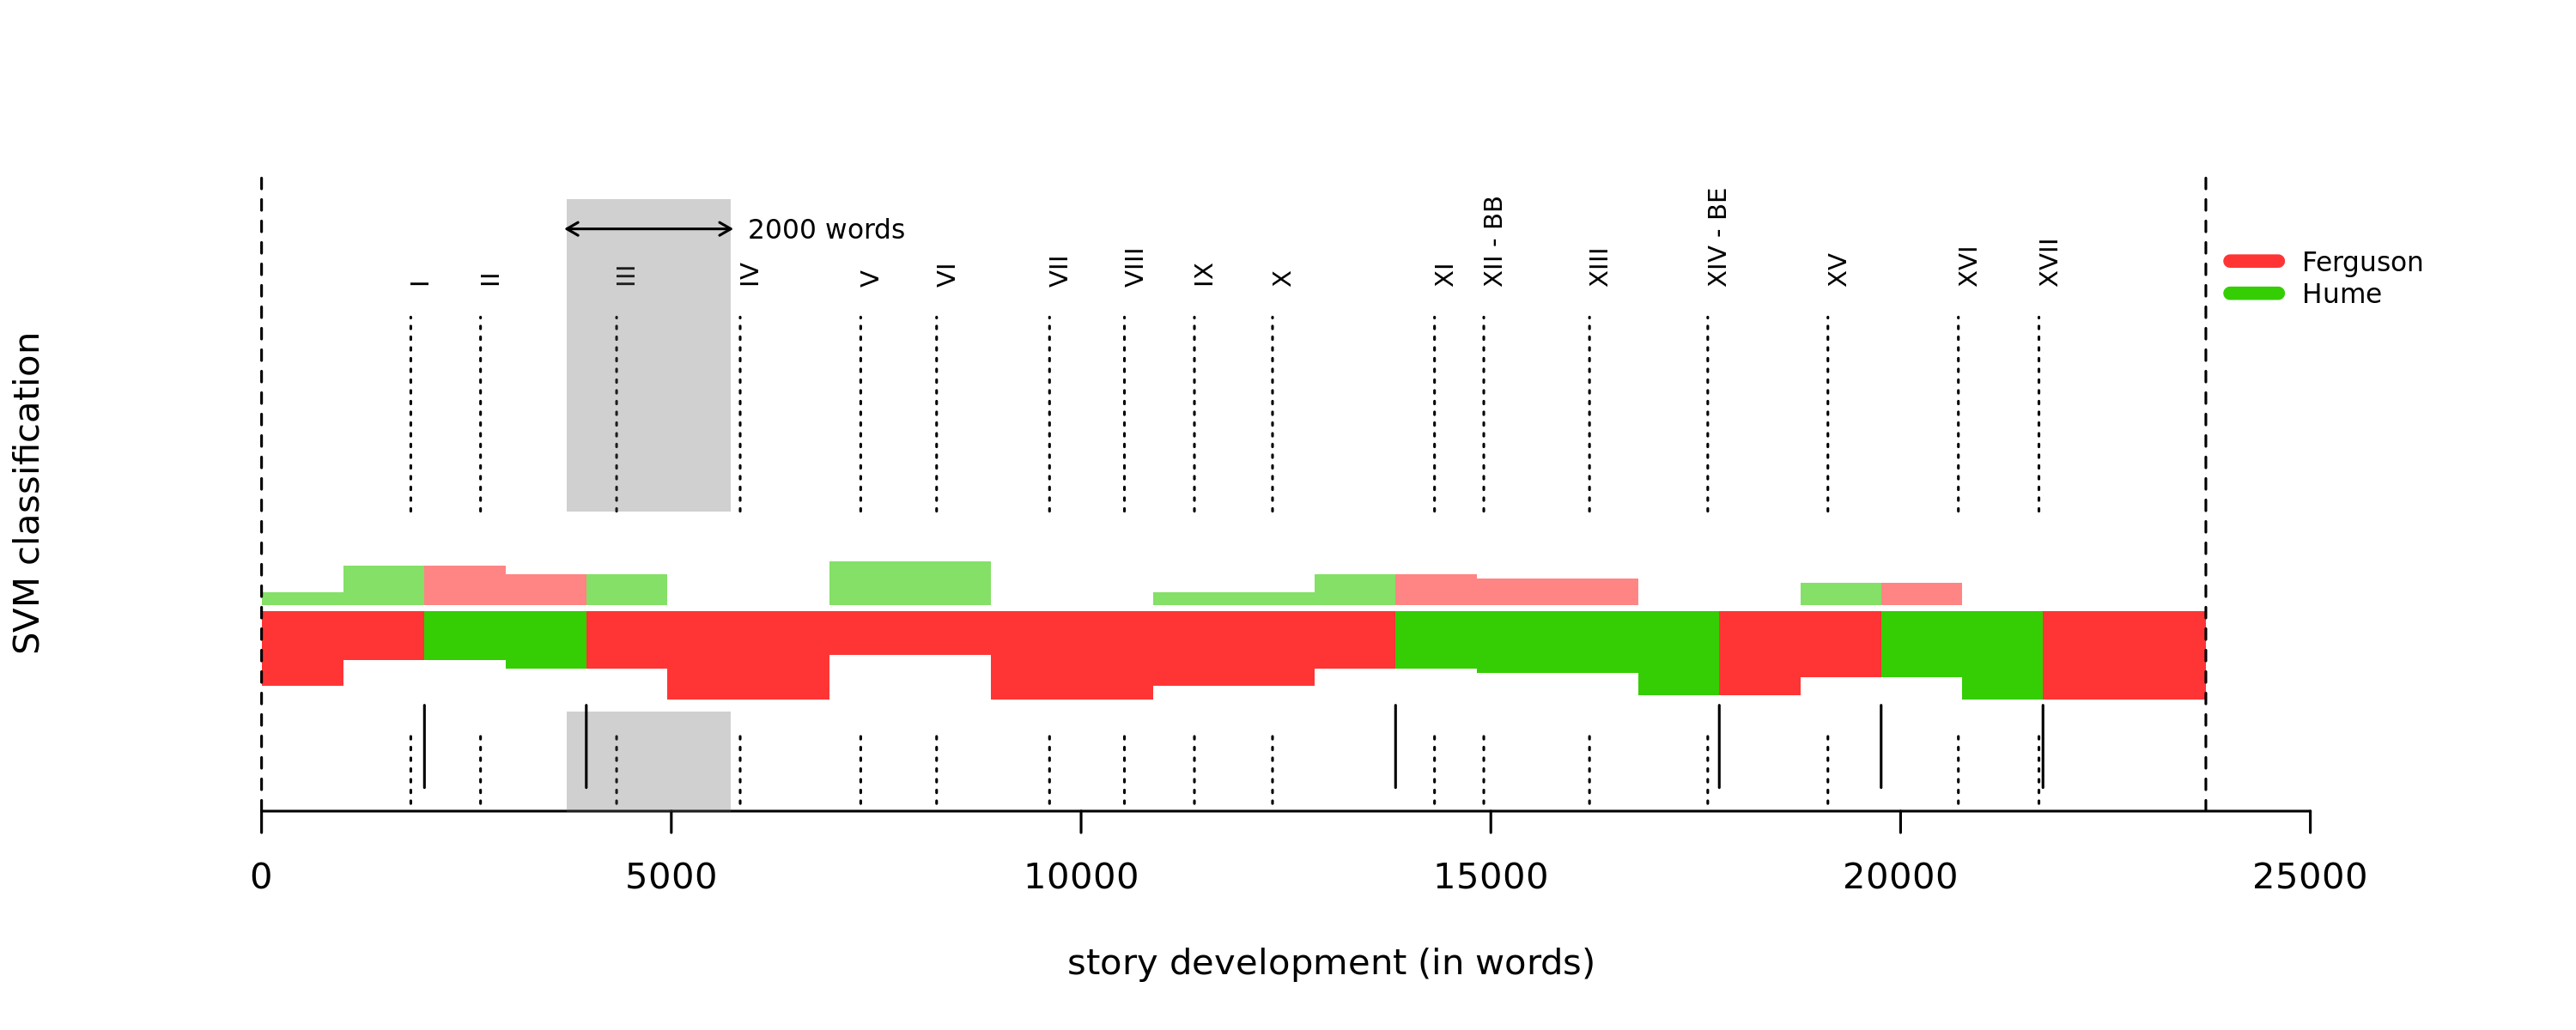 2000 words
I
II
III
IV
V
VI
VII
VIII
IX
X
XI
XII - BB
XIII
XIV - BE
XV
XVI
XVII
Ferguson
Hume
SVM classification
0
5000
10000
15000
20000
25000
story development (in words)